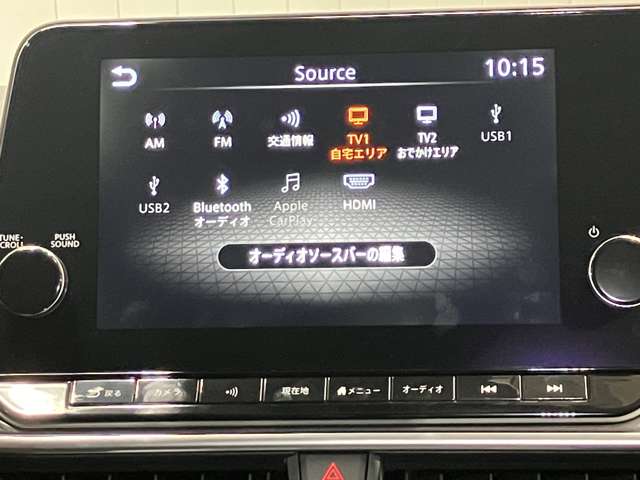 Source
10:15
AM
FM
交通情報
TV1
自宅エリア
TV2
おでかけエリア
USB1
USB2
Bluetooth
オーディオ
Apple
CarPlay
HDMI
オーディオソースバーの編集
TUNE-
SCROLL
PUSH
SOUND
戻る
カメラ
現在地
メニュー
オーディオ